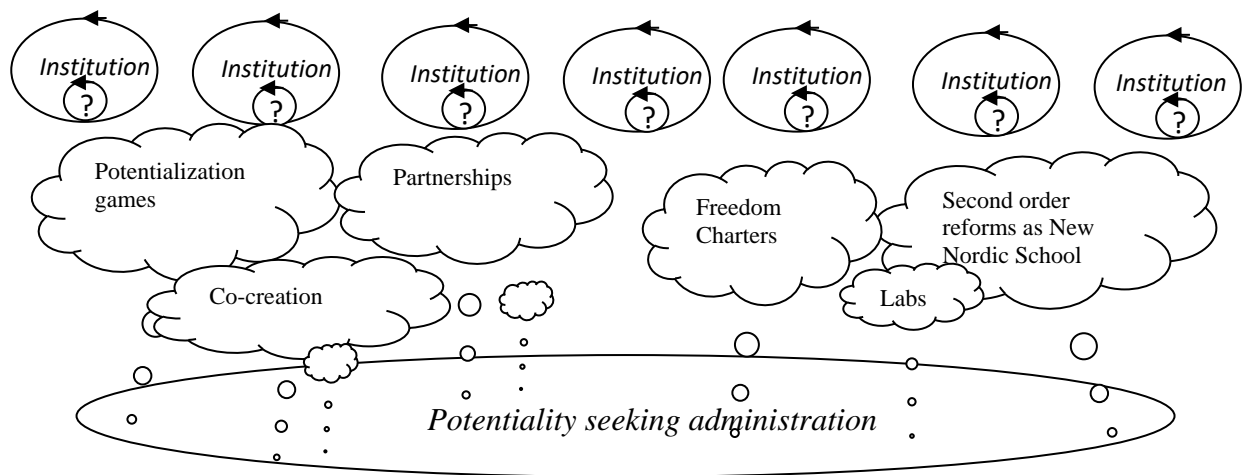 Institution
?
Institution
?
Institution
?
Institution
?
Institution
?
Institution
?
Institution
?
Potentialization
games
Partnerships
Freedom
Charters
Second order
reforms as New
Nordic School
Co-creation
Labs
Potentiality seeking administration